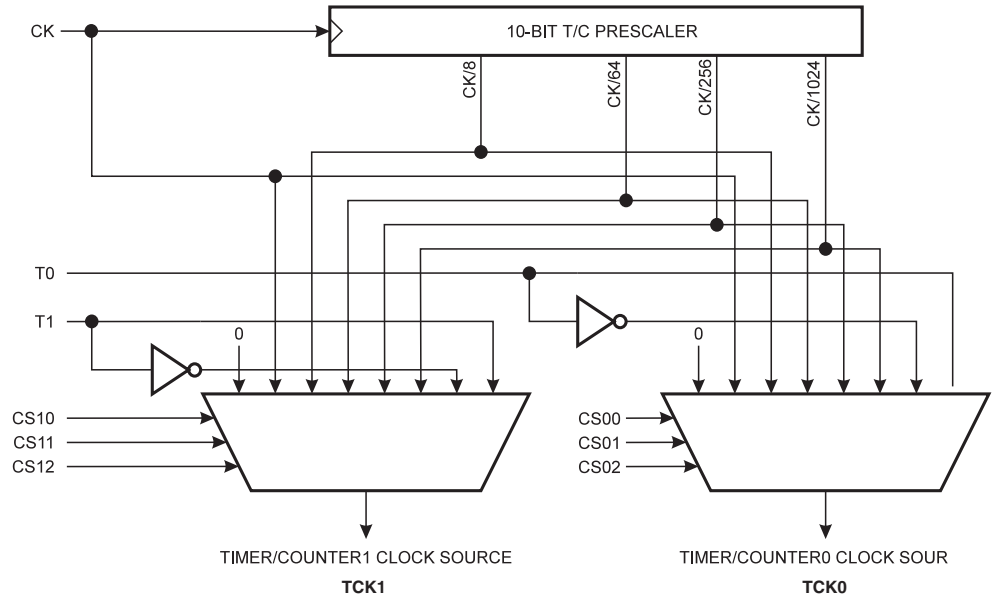 CK
10-BIT T/C PRESCALER
CK/8
CK/64
CK/256
CK/1024
T0
T1
0
0
CS10
CS11
CS12
CS00
CS01
CS02
TIMER/COUNTER1 CLOCK SOURCE
TCK1
TIMER/COUNTER0 CLOCK SOUR
TCK0